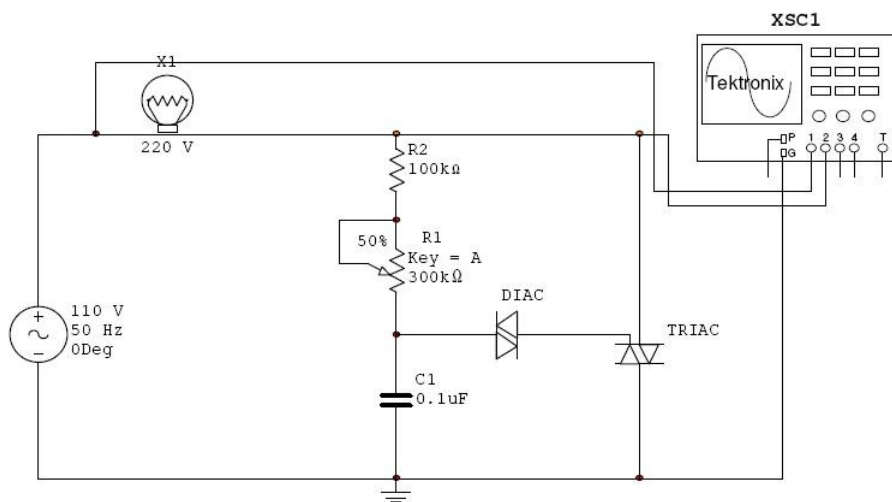 XSC1
X1
Tektronix
220 V
P
G
1 2 3 4 T
R2
100kΩ
50%
R1
Key = A
300kΩ
DIAC
110 V
50 Hz
0Deg
TRIAC
C1
0.1uF